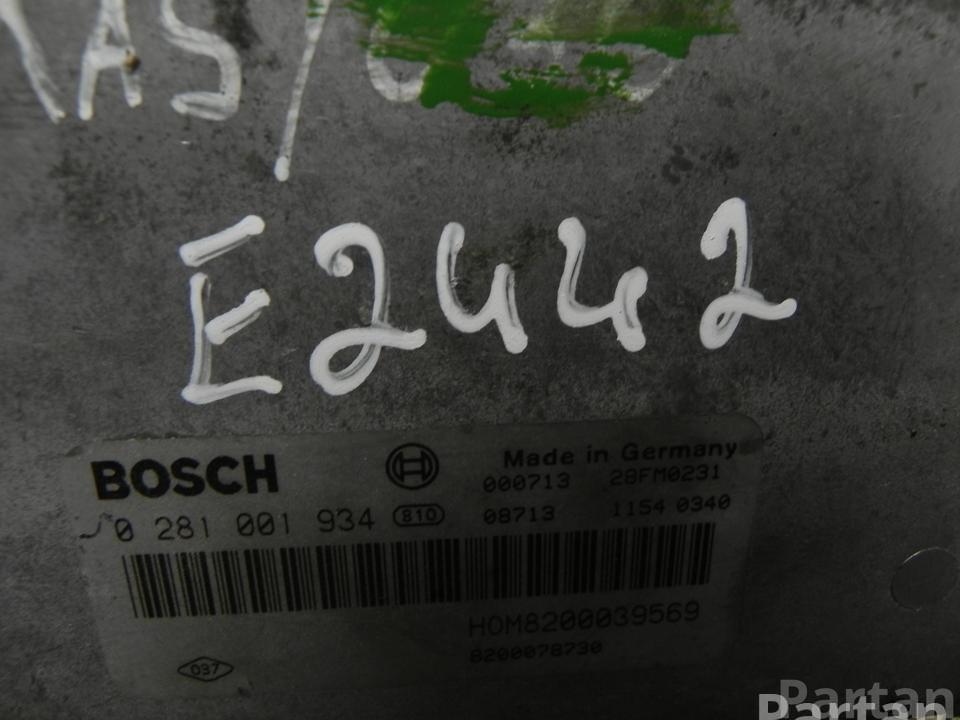 E2442
BOSCH
Made in Germany
000713 28FM0231
0 281 001 934 810 08713 1154 0340
HOM8200039569
8200078730
037
Partan
Partan